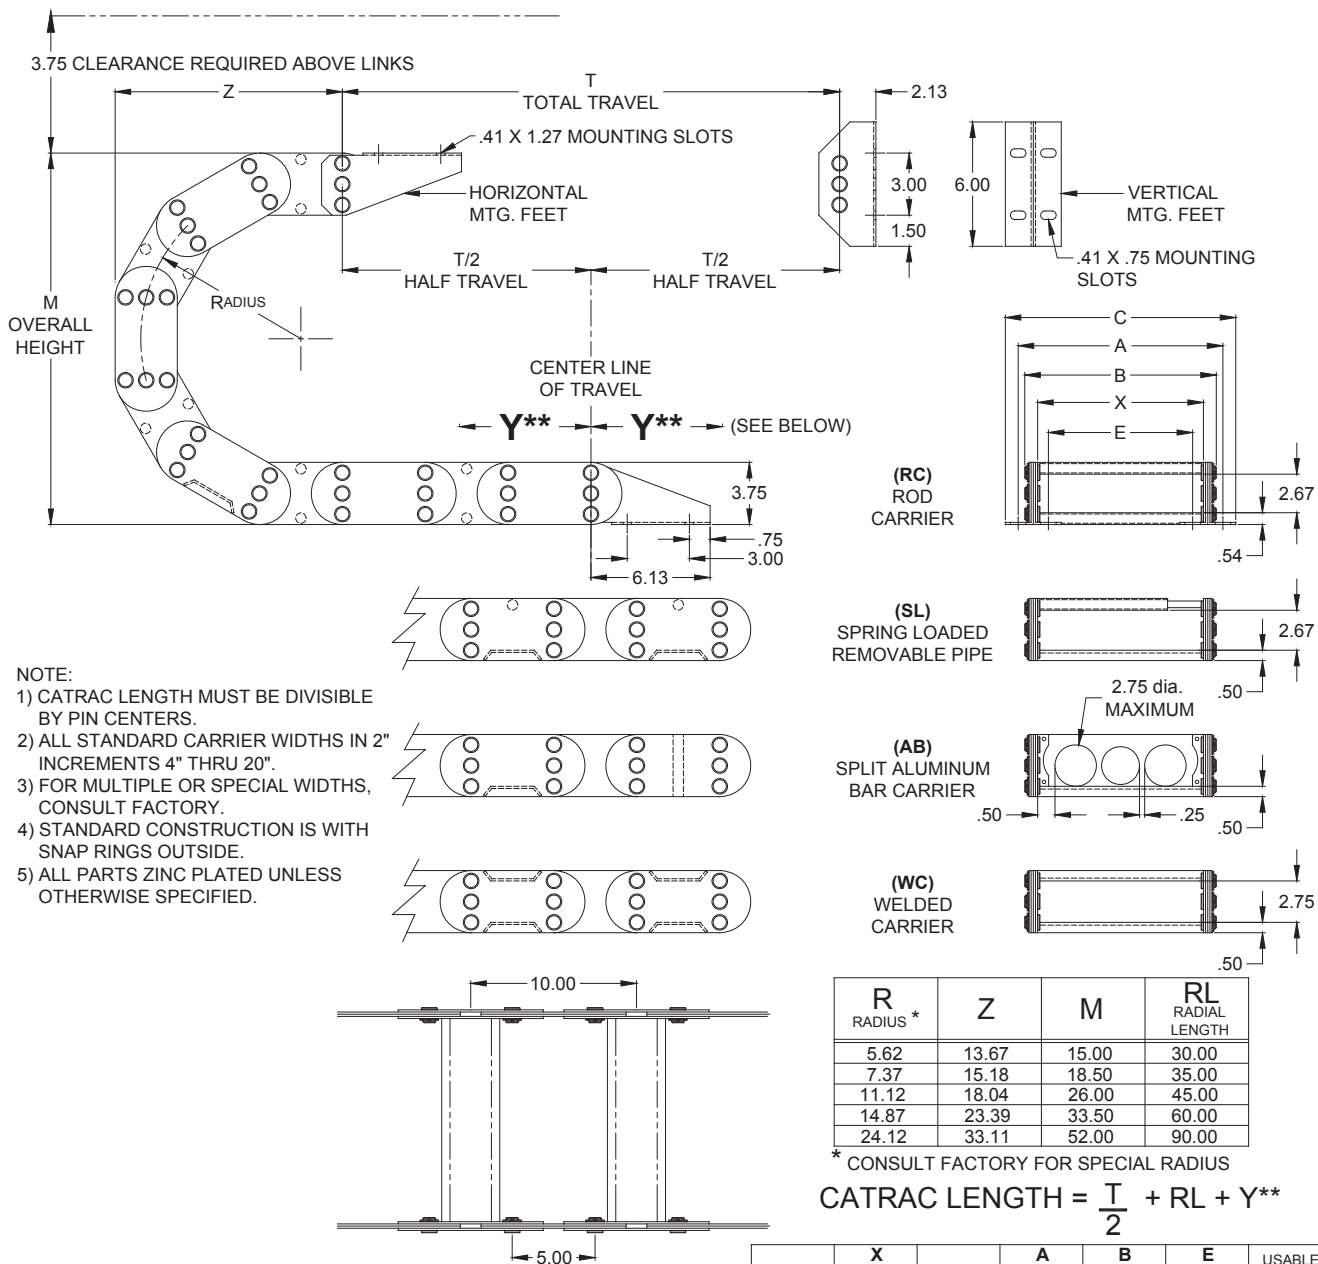 3.75 CLEARANCE REQUIRED ABOVE LINKS
Z
T
TOTAL TRAVEL
2.13
.41 X 1.27 MOUNTING SLOTS
HORIZONTAL
MTG. FEET
3.00
1.50
6.00
VERTICAL
MTG. FEET
.41 X .75 MOUNTING
SLOTS
T/2
HALF TRAVEL
T/2
HALF TRAVEL
M
OVERALL
HEIGHT
RADIUS
CENTER LINE
OF TRAVEL
Y**
Y**
(SEE BELOW)
3.75
.75
3.00
6.13
C
A
B
X
E
(RC)
ROD
CARRIER
2.67
.54
(SL)
SPRING LOADED
REMOVABLE PIPE
2.67
.50
NOTE:
1) CATRAC LENGTH MUST BE DIVISIBLE
BY PIN CENTERS.
2) ALL STANDARD CARRIER WIDTHS IN 2"
INCREMENTS 4" THRU 20".
3) FOR MULTIPLE OR SPECIAL WIDTHS,
CONSULT FACTORY.
4) STANDARD CONSTRUCTION IS WITH
SNAP RINGS OUTSIDE.
5) ALL PARTS ZINC PLATED UNLESS
OTHERWISE SPECIFIED.
2.75 dia.
MAXIMUM
(AB)
SPLIT ALUMINUM
BAR CARRIER
.50
.25
.50
(WC)
WELDED
CARRIER
2.75
.50
10.00
5.00
R RADIUS * Z M RL RADIAL LENGTH
5.62 13.67 15.00 30.00
7.37 15.18 18.50 35.00
11.12 18.04 26.00 45.00
14.87 23.39 33.50 60.00
24.12 33.11 52.00 90.00
* CONSULT FACTORY FOR SPECIAL RADIUS
CATRAC LENGTH = T/2 + RL + Y**
X A B E USABLE